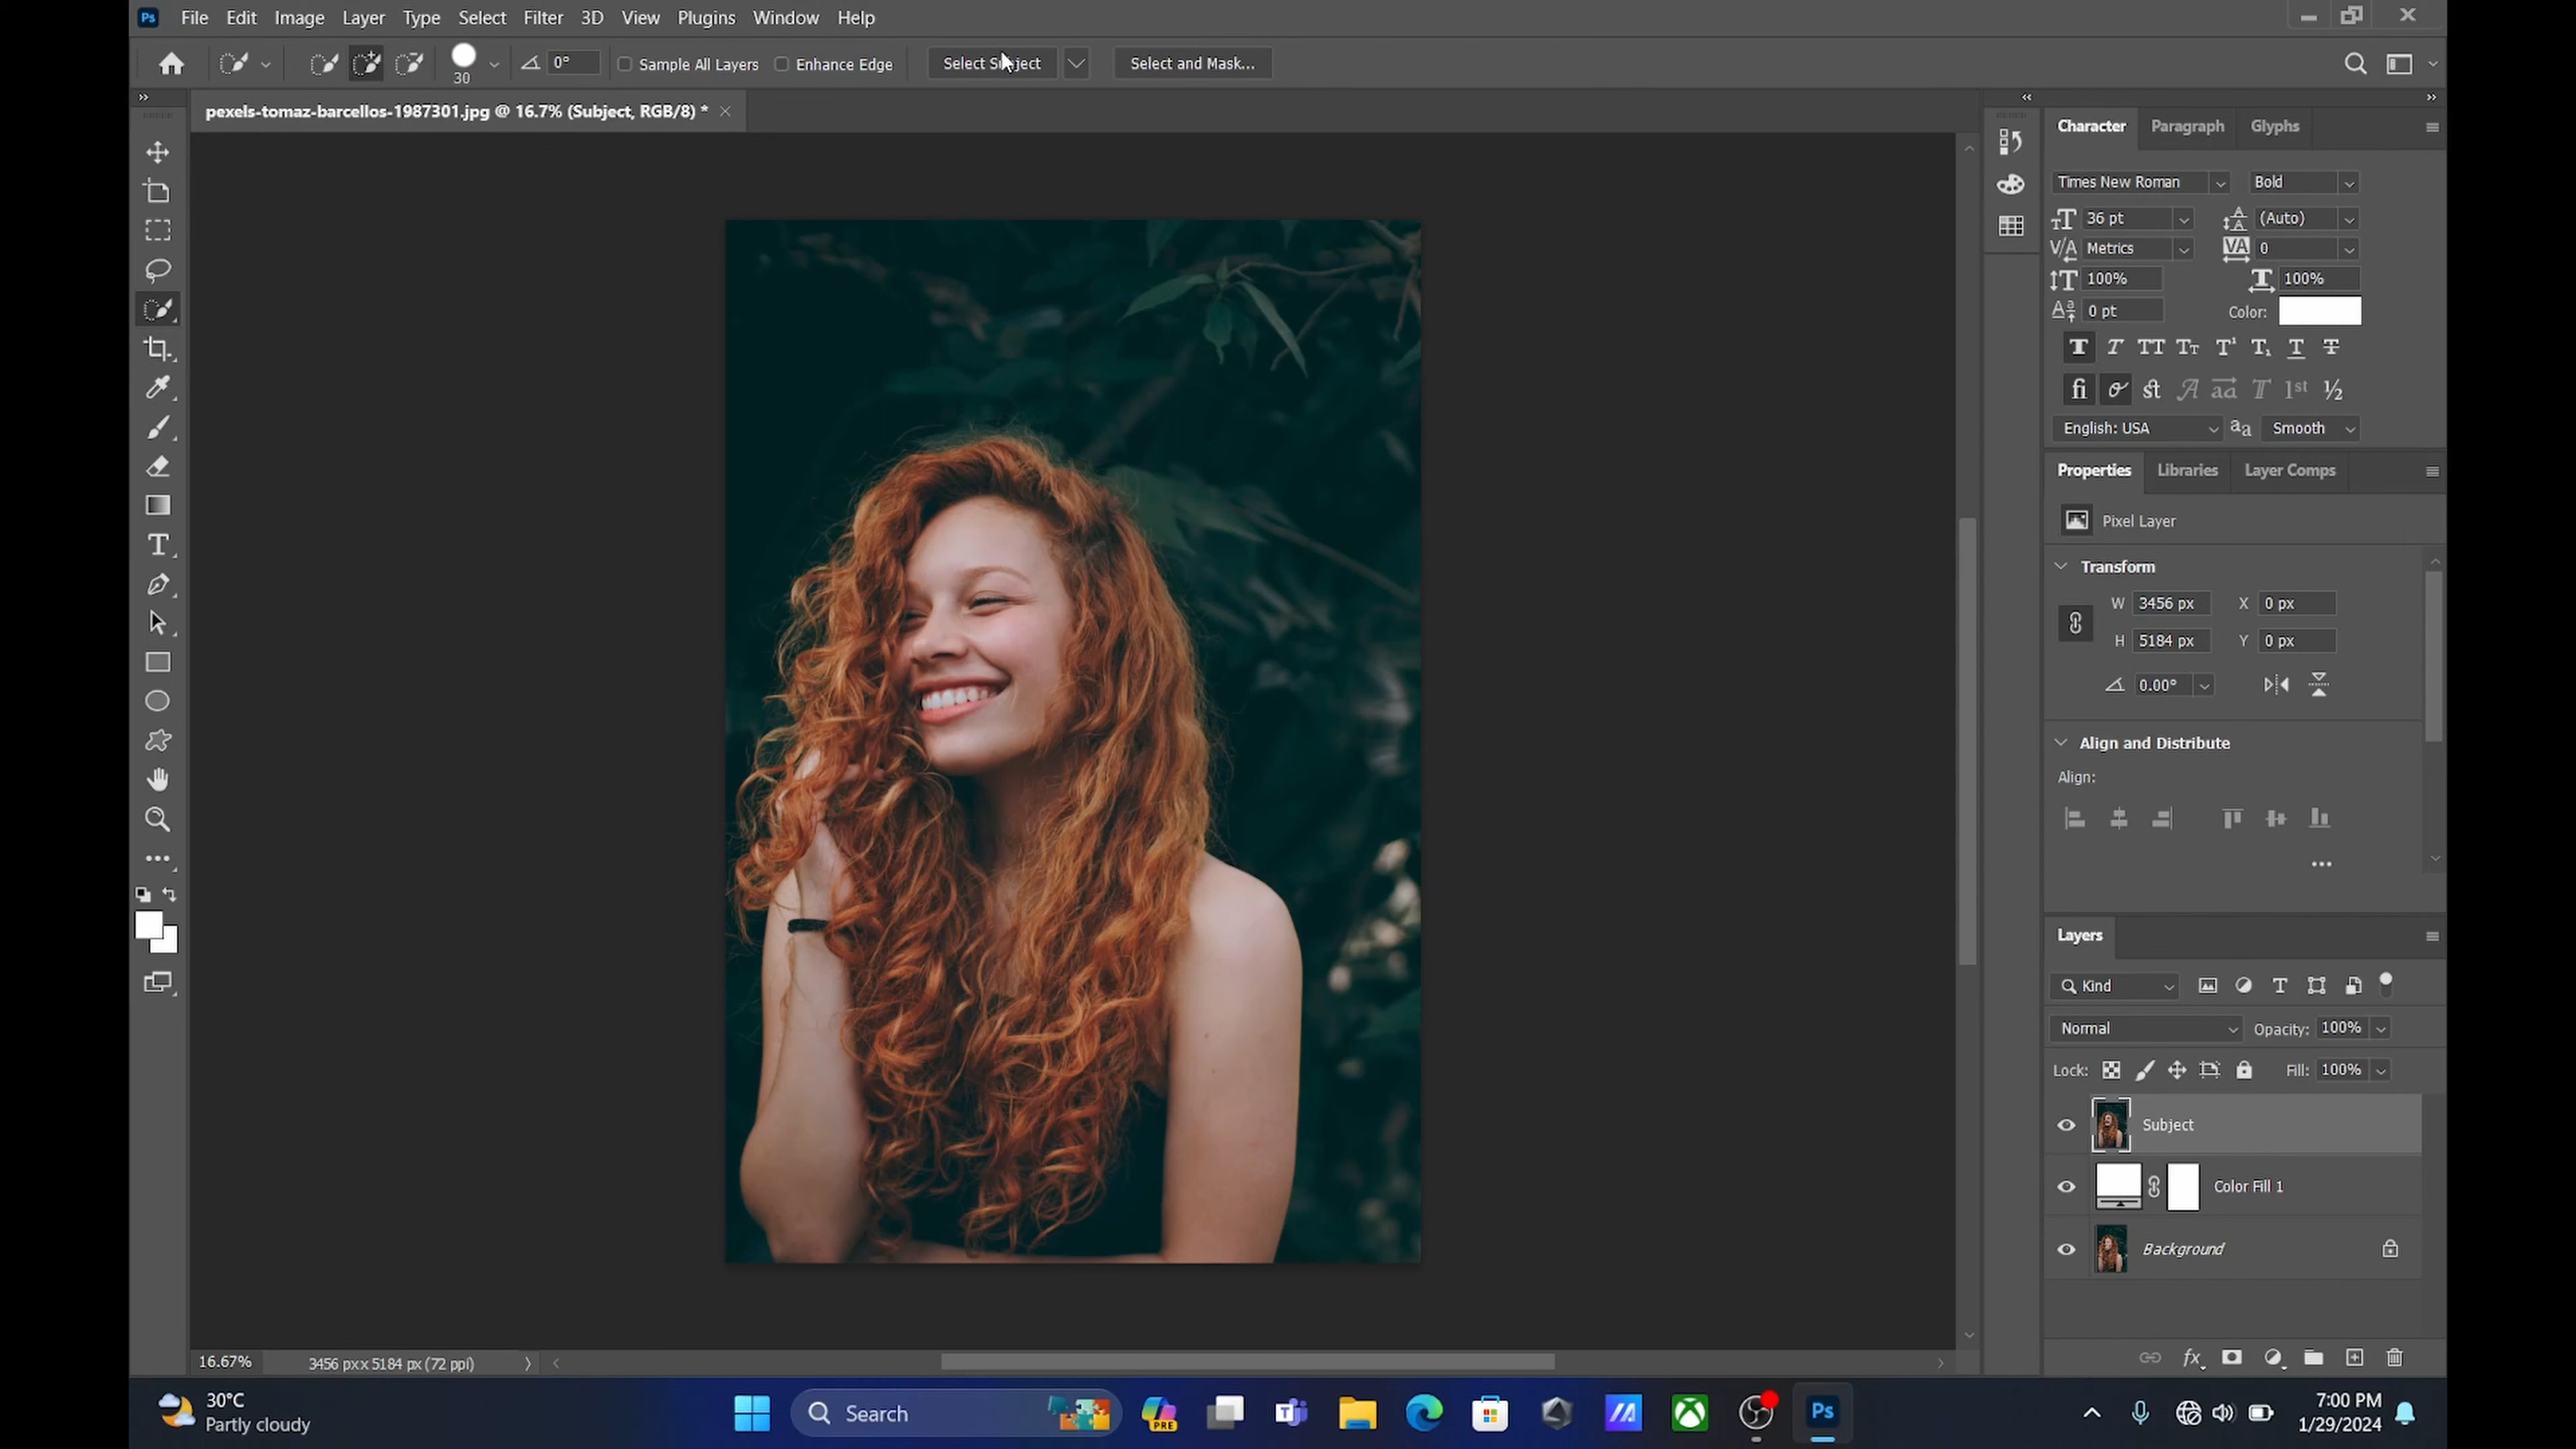 Ps File Edit Image Layer Type Select Filter 3D View Plugins Window Help
30 0° Sample All Layers Enhance Edge Select Subject Select and Mask...
pexels-tomaz-barcellos-1987301.jpg @ 16.7% (Subject, RGB/8) *
Character Paragraph Glyphs
Times New Roman Bold
36 pt (Auto)
Metrics 0
100% 100%
0 pt Color:
English: USA Smooth
Properties Libraries Layer Comps
Pixel Layer
Transform
W 3456 px X 0 px
H 5184 px Y 0 px
0.00°
Align and Distribute
Align:
Layers
Kind
Normal Opacity: 100%
Lock: Fill: 100%
Subject
Color Fill 1
Background
16.67% 3456 px x 5184 px (72 ppi)
30°C
Partly cloudy
Search
PRE
Ps
7:00 PM
1/29/2024